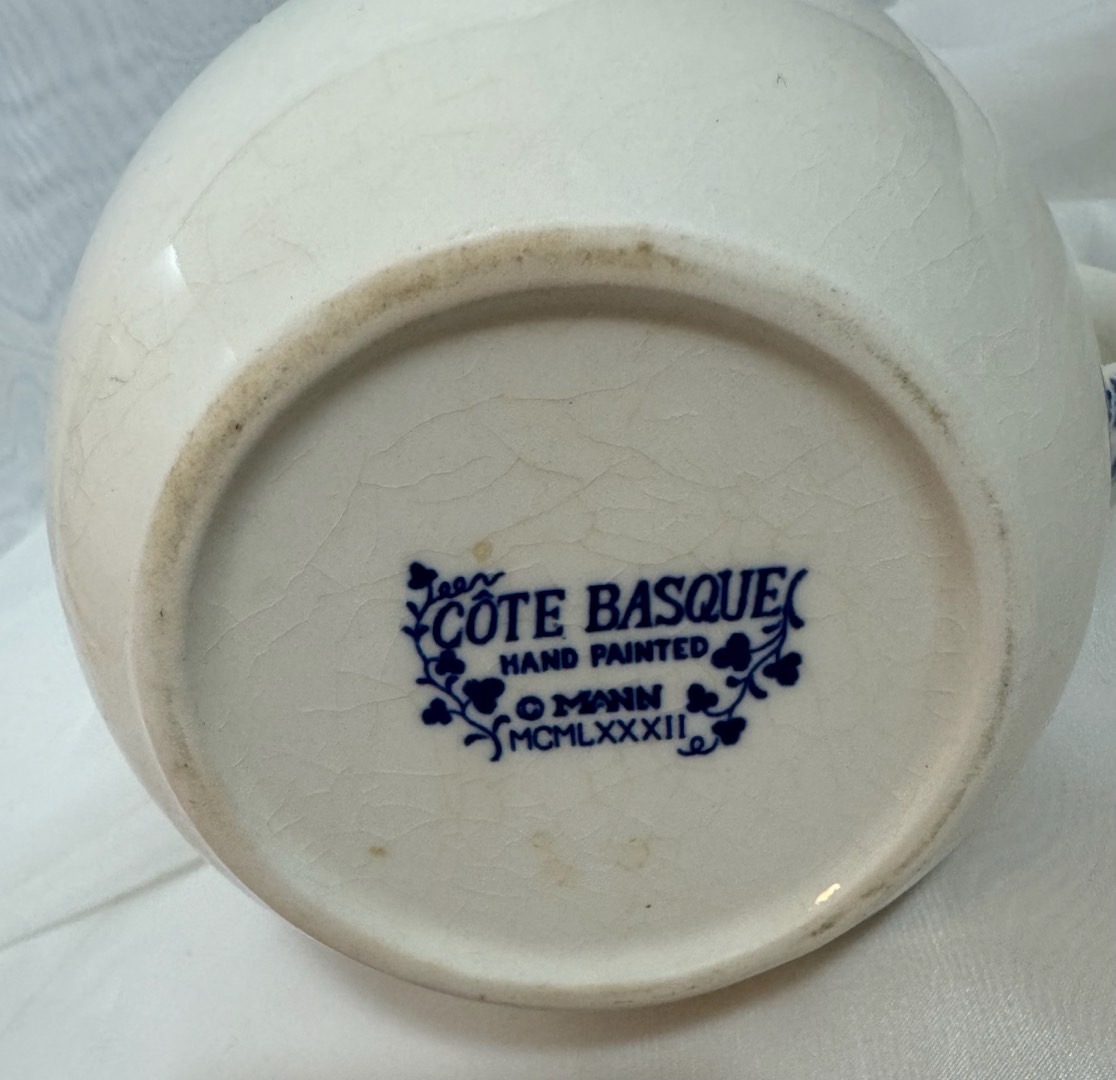 CÔTE BASQUE
HAND PAINTED
© MANN
MCMLXXXII